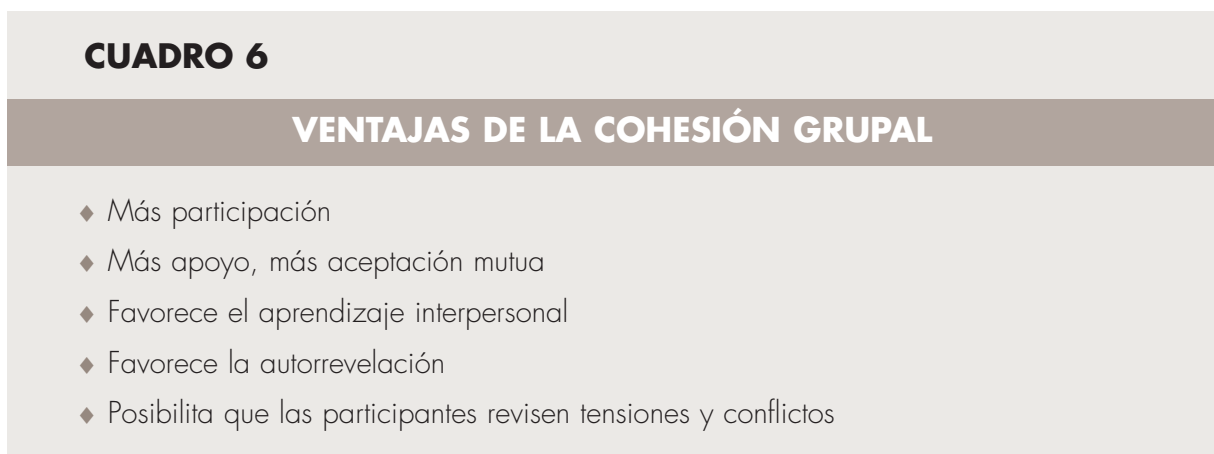 CUADRO 6
VENTAJAS DE LA COHESIÓN GRUPAL
♦ Más participación
♦ Más apoyo, más aceptación mutua
♦ Favorece el aprendizaje interpersonal
♦ Favorece la autorrevelación
♦ Posibilita que las participantes revisen tensiones y conflictos